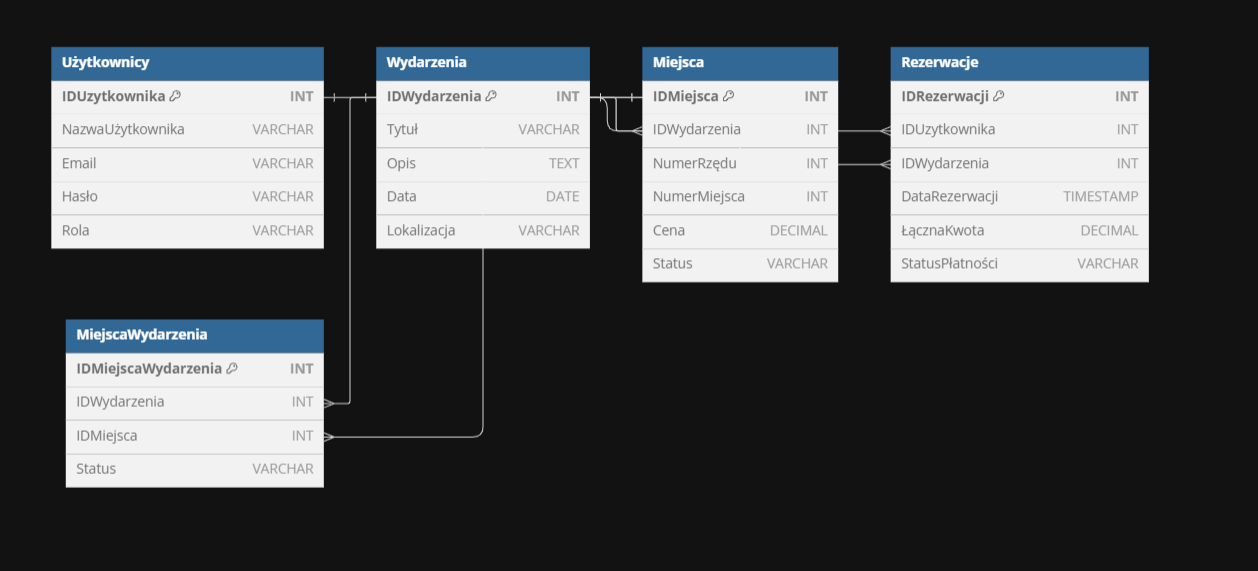 Użytkownicy
IDUzytkownika INT
NazwaUżytkownika VARCHAR
Email VARCHAR
Hasło VARCHAR
Rola VARCHAR
Wydarzenia
IDWydarzenia INT
Tytuł VARCHAR
Opis TEXT
Data DATE
Lokalizacja VARCHAR
Miejsca
IDMiejsca INT
IDWydarzenia INT
NumerRzędu INT
NumerMiejsca INT
Cena DECIMAL
Status VARCHAR
Rezerwacje
IDRezerwacji INT
IDUzytkownika INT
IDWydarzenia INT
DataRezerwacji TIMESTAMP
ŁącznaKwota DECIMAL
StatusPłatności VARCHAR
MiejscaWydarzenia
IDMiejscaWydarzenia INT
IDWydarzenia INT
IDMiejsca INT
Status VARCHAR